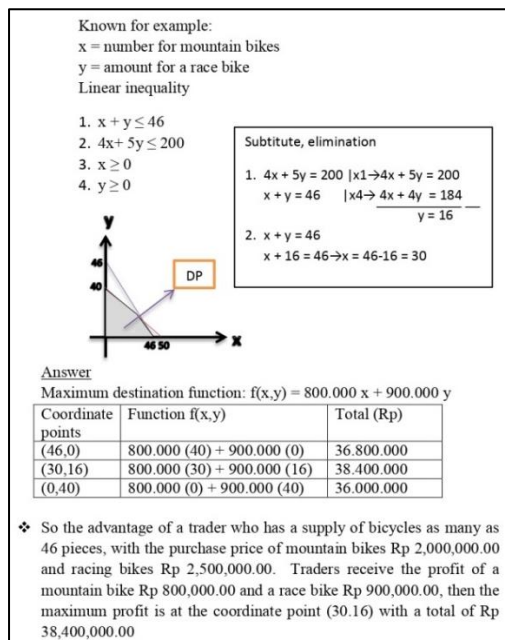 Known for example:
x = number for mountain bikes
y = amount for a race bike
Linear inequality
1. x + y ≤ 46
2. 4x+ 5y ≤ 200
3. x ≥ 0
4. y ≥ 0
Subtitute, elimination
1. 4x + 5y = 200 |x1→4x + 5y = 200
x + y = 46 |x4→ 4x + 4y = 184
y = 16
2. x + y = 46
x + 16 = 46→x = 46-16 = 30
y
46
40
DP
46 50
x
Answer
Maximum destination function: f(x,y) = 800.000 x + 900.000 y
Coordinate points | Function f(x,y) | Total (Rp)
(46,0) | 800.000 (40) + 900.000 (0) | 36.800.000
(30,16) | 800.000 (30) + 900.000 (16) | 38.400.000
(0,40) | 800.000 (0) + 900.000 (40) | 36.000.000
❖ So the advantage of a trader who has a supply of bicycles as many as
46 pieces, with the purchase price of mountain bikes Rp 2,000,000.00
and racing bikes Rp 2,500,000.00. Traders receive the profit of a
mountain bike Rp 800,000.00 and a race bike Rp 900,000.00, then the
maximum profit is at the coordinate point (30.16) with a total of Rp
38,400,000.00